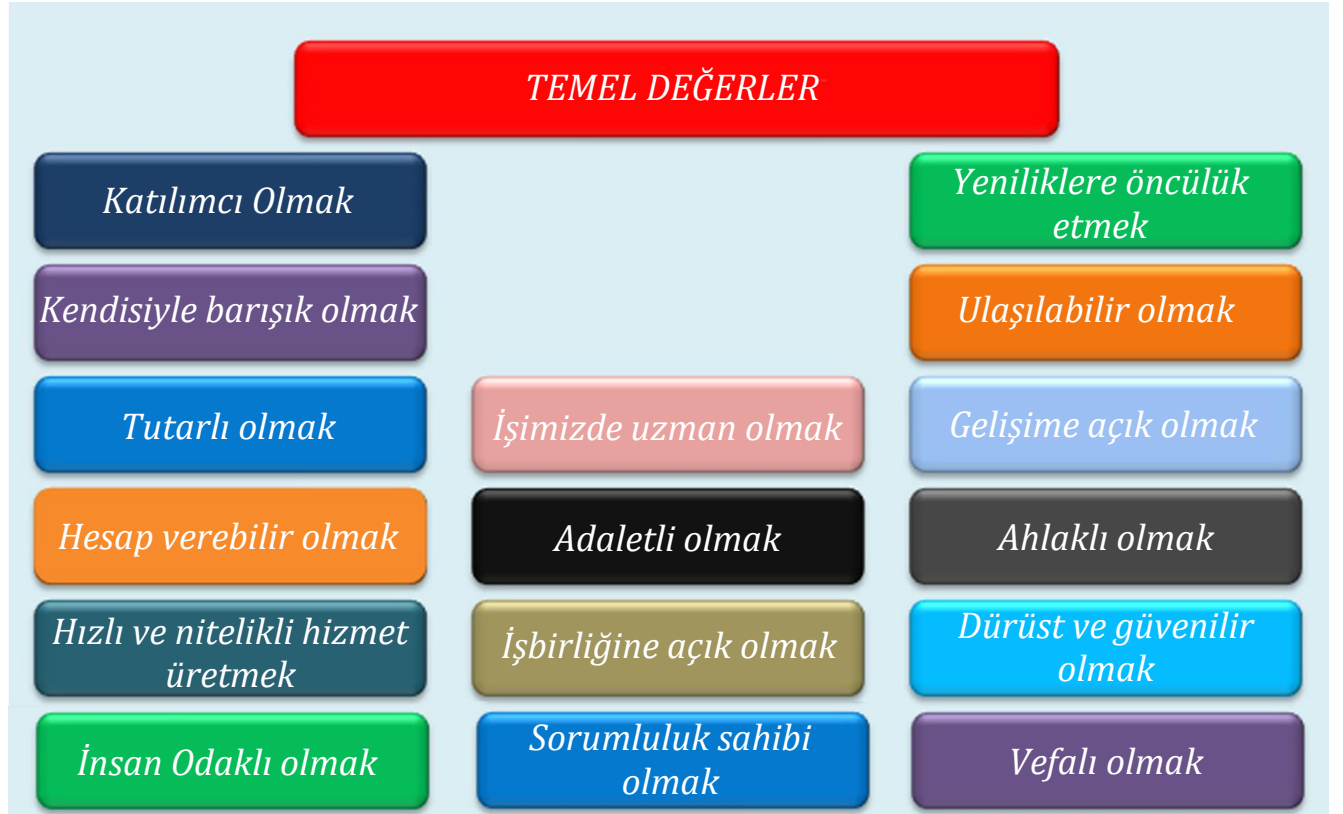 TEMEL DEĞERLER
Katılımcı Olmak
Yeniliklere öncülük
etmek
Kendisiyle barışık olmak
Ulaşılabilir olmak
Tutarlı olmak
İşimizde uzman olmak
Gelişime açık olmak
Hesap verebilir olmak
Adaletli olmak
Ahlaklı olmak
Hızlı ve nitelikli hizmet
üretmek
İşbirliğine açık olmak
Dürüst ve güvenilir
olmak
İnsan Odaklı olmak
Sorumluluk sahibi
olmak
Vefalı olmak